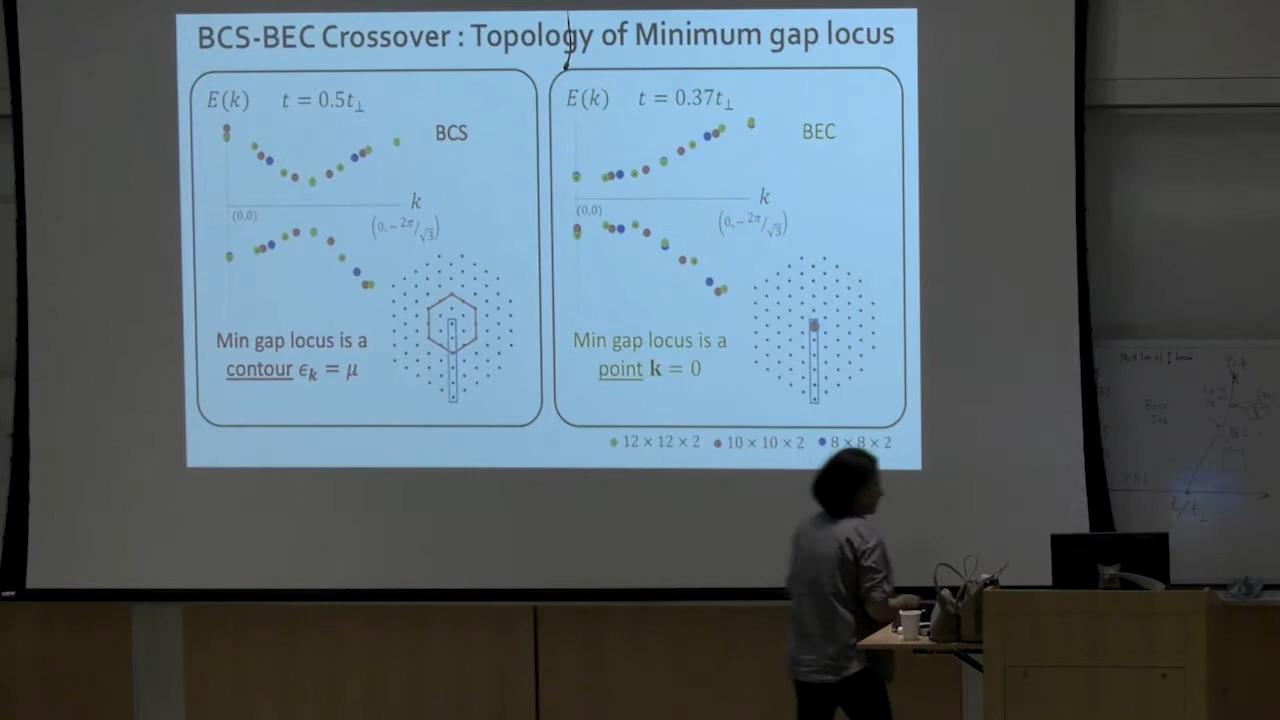 BCS-BEC Crossover : Topology of Minimum gap locus
E(k) t = 0.5t⊥
BCS
k
(0,0)
(0, − 2π/√3)
Min gap locus is a
contour ϵₖ = μ
E(k) t = 0.37t⊥
BEC
k
(0,0)
(0, − 2π/√3)
Min gap locus is a
point k = 0
12 × 12 × 2 10 × 10 × 2 8 × 8 × 2
BEC
t/t⊥